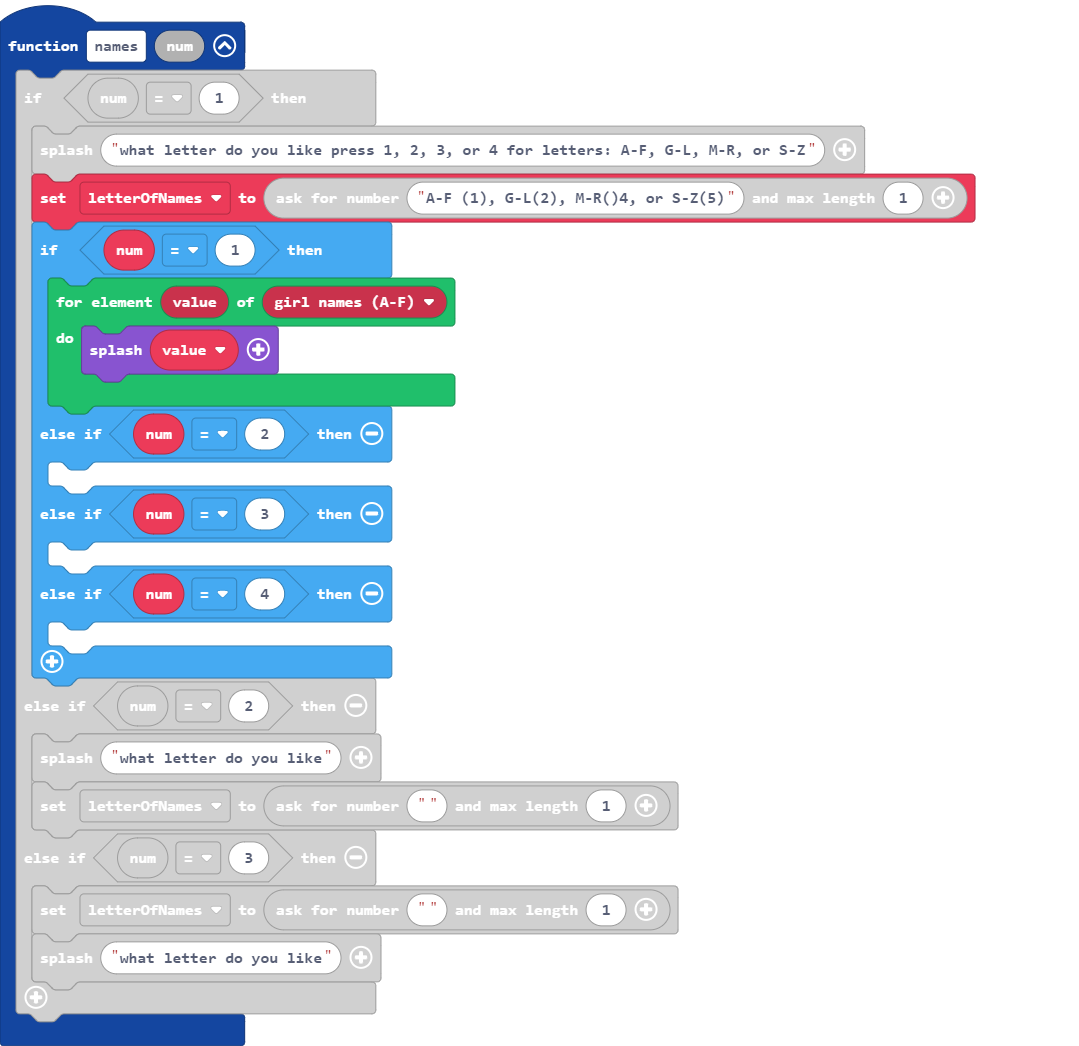 function names num
if num = 1 then
splash "what letter do you like press 1, 2, 3, or 4 for letters: A-F, G-L, M-R, or S-Z"
set letterOfNames to ask for number "A-F (1), G-L(2), M-R()4, or S-Z(5)" and max length 1
if num = 1 then
for element value of girl names (A-F)
do splash value
else if num = 2 then
else if num = 3 then
else if num = 4 then
else if num = 2 then
splash "what letter do you like"
set letterOfNames to ask for number "" and max length 1
else if num = 3 then
set letterOfNames to ask for number "" and max length 1
splash "what letter do you like"